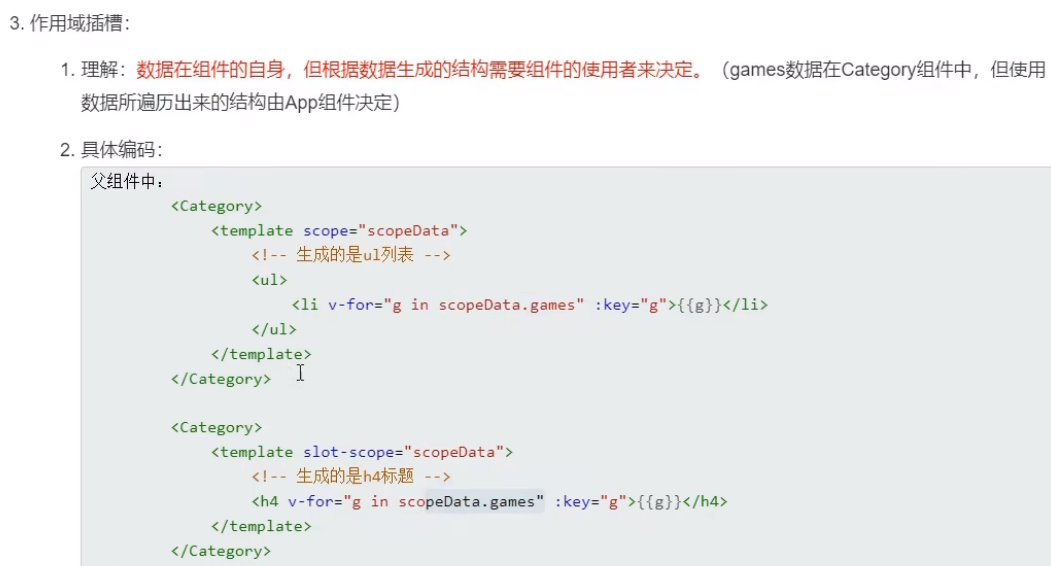 3. 作用域插槽：
1. 理解：数据在组件的自身，但根据数据生成的结构需要组件的使用者来决定。（games数据在Category组件中，但使用
数据所遍历出来的结构由App组件决定）
2. 具体编码：
父组件中：
<Category>
<template scope="scopeData">
<!-- 生成的是ul列表 -->
<ul>
<li v-for="g in scopeData.games" :key="g">{{g}}</li>
</ul>
</template>
</Category>
<Category>
<template slot-scope="scopeData">
<!-- 生成的是h4标题 -->
<h4 v-for="g in scopeData.games" :key="g">{{g}}</h4>
</template>
</Category>